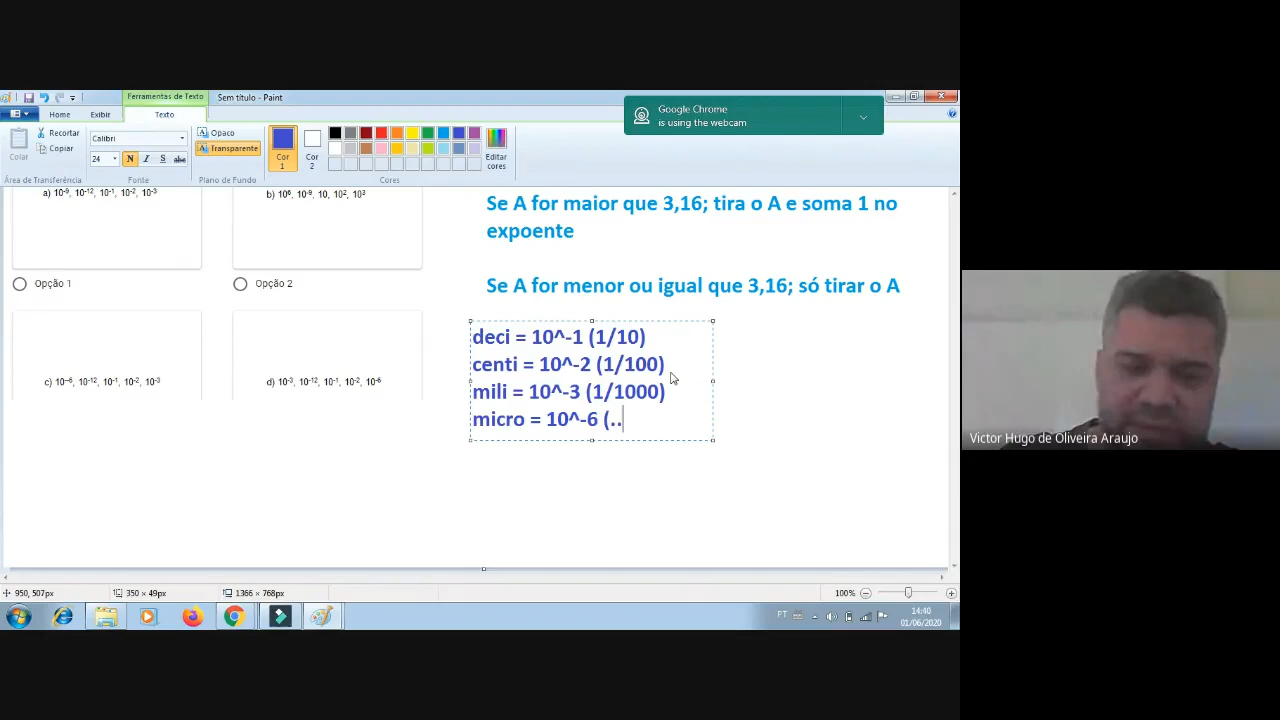 Ferramentas de Texto
Sem título - Paint
Google Chrome
is using the webcam
Home
Exibir
Texto
Colar
Recortar
Copiar
Calibri
24
N
I
S
abc
Opaco
Transparente
Cor
1
Cor
2
Editar
cores
Área de Transferência
Fonte
Plano de Fundo
Cores
a) 10-9, 10-12, 10-1, 10-2, 10-3
b) 10⁶, 10-9, 10, 10², 10³
Se A for maior que 3,16; tira o A e soma 1 no
expoente
Opção 1
Opção 2
Se A for menor ou igual que 3,16; só tirar o A
deci = 10^-1 (1/10)
centi = 10^-2 (1/100)
mili = 10^-3 (1/1000)
micro = 10^-6 (..
c) 10–6, 10-12, 10-1, 10-2, 10-3
d) 10-3, 10-12, 10-1, 10-2, 10-6
Victor Hugo de Oliveira Araujo
950, 507px
350 × 49px
1366 × 768px
100%
PT
14:40
01/06/2020